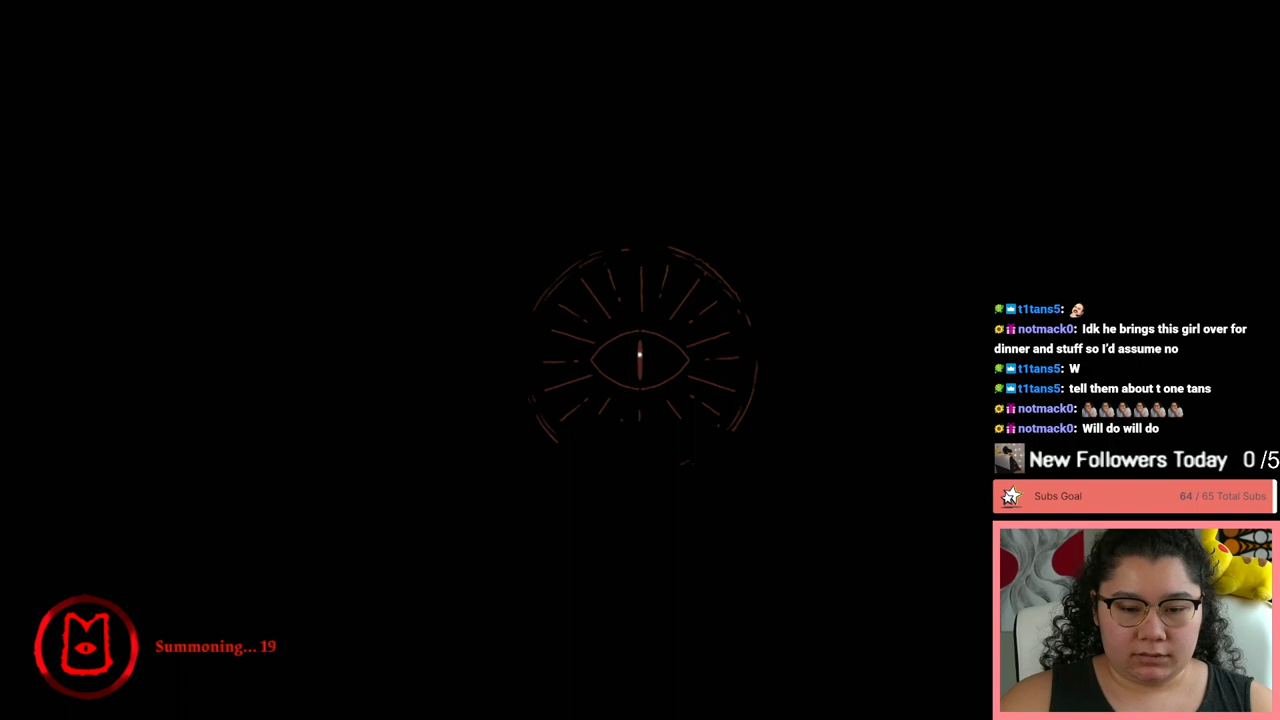 t1tans5:
notmack0: Idk he brings this girl over for
dinner and stuff so I'd assume no
t1tans5: W
t1tans5: tell them about t one tans
notmack0:
notmack0: Will do will do
New Followers Today 0 /5
Subs Goal 64 / 65 Total Subs
Summoning... 19